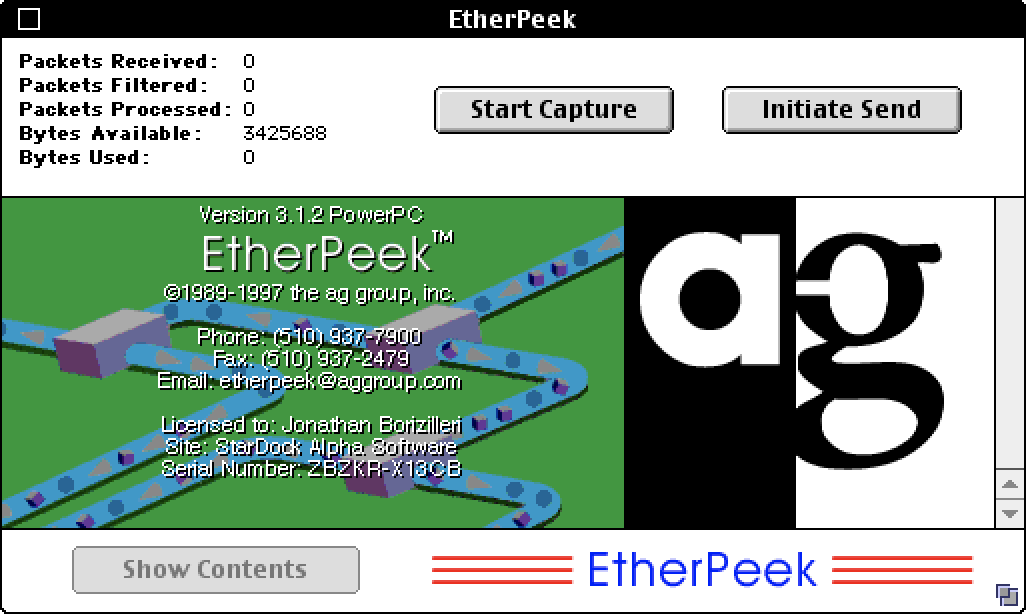 EtherPeek
Packets Received: 0
Packets Filtered: 0
Packets Processed: 0
Bytes Available: 3425688
Bytes Used: 0
Start Capture
Initiate Send
Version 3.1.2 PowerPC
EtherPeek™
©1989-1997 the ag group, inc.
Phone: (510) 937-7900
Fax: (510) 937-2479
Email: etherpeek@aggroup.com
Licensed to: Jonathan Borizilleri
Site: StarDock Alpha Software
Serial Number: ZBZKR-X13CB
ag
Show Contents
EtherPeek